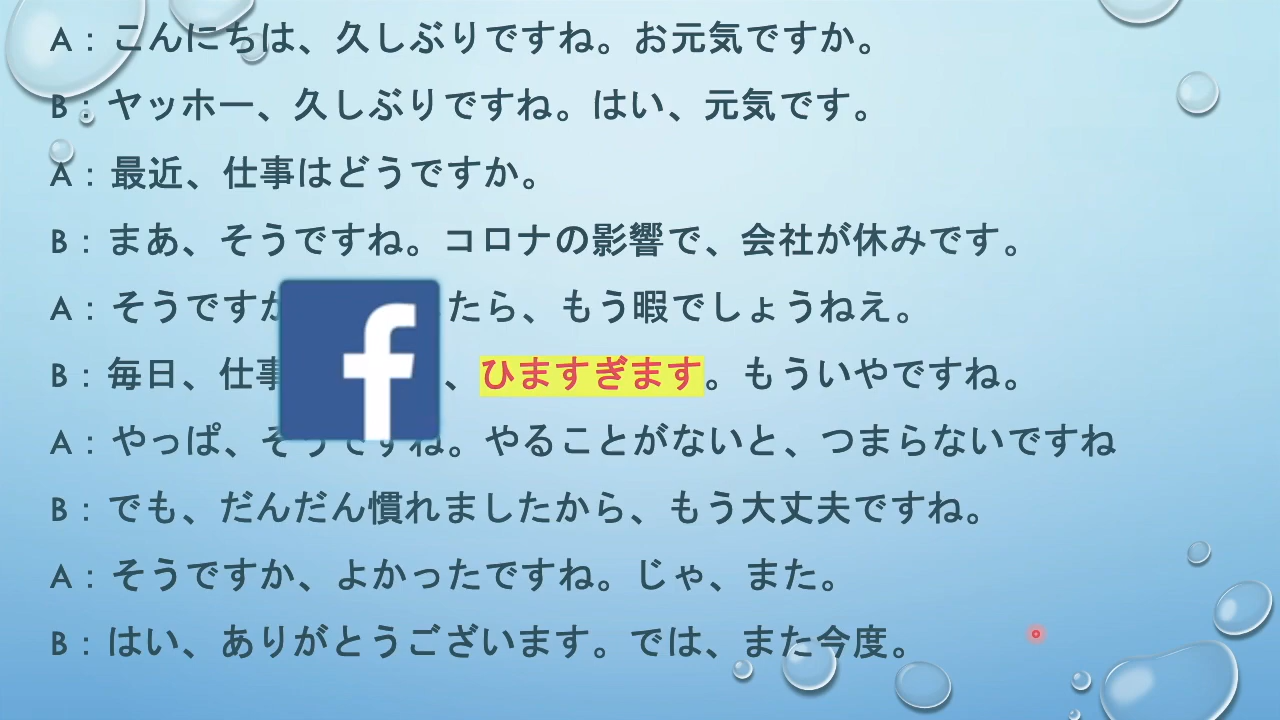 A：こんにちは、久しぶりですね。お元気ですか。
B：ヤッホー、久しぶりですね。はい、元気です。
A：最近、仕事はどうですか。
B：まあ、そうですね。コロナの影響で、会社が休みです。
A：そうですか たら、もう暇でしょうねえ。
B：毎日、仕事 、ひますぎます。もういやですね。
A：やっぱ、そうですね。やることがないと、つまらないですね
B：でも、だんだん慣れましたから、もう大丈夫ですね。
A：そうですか、よかったですね。じゃ、また。
B：はい、ありがとうございます。では、また今度。